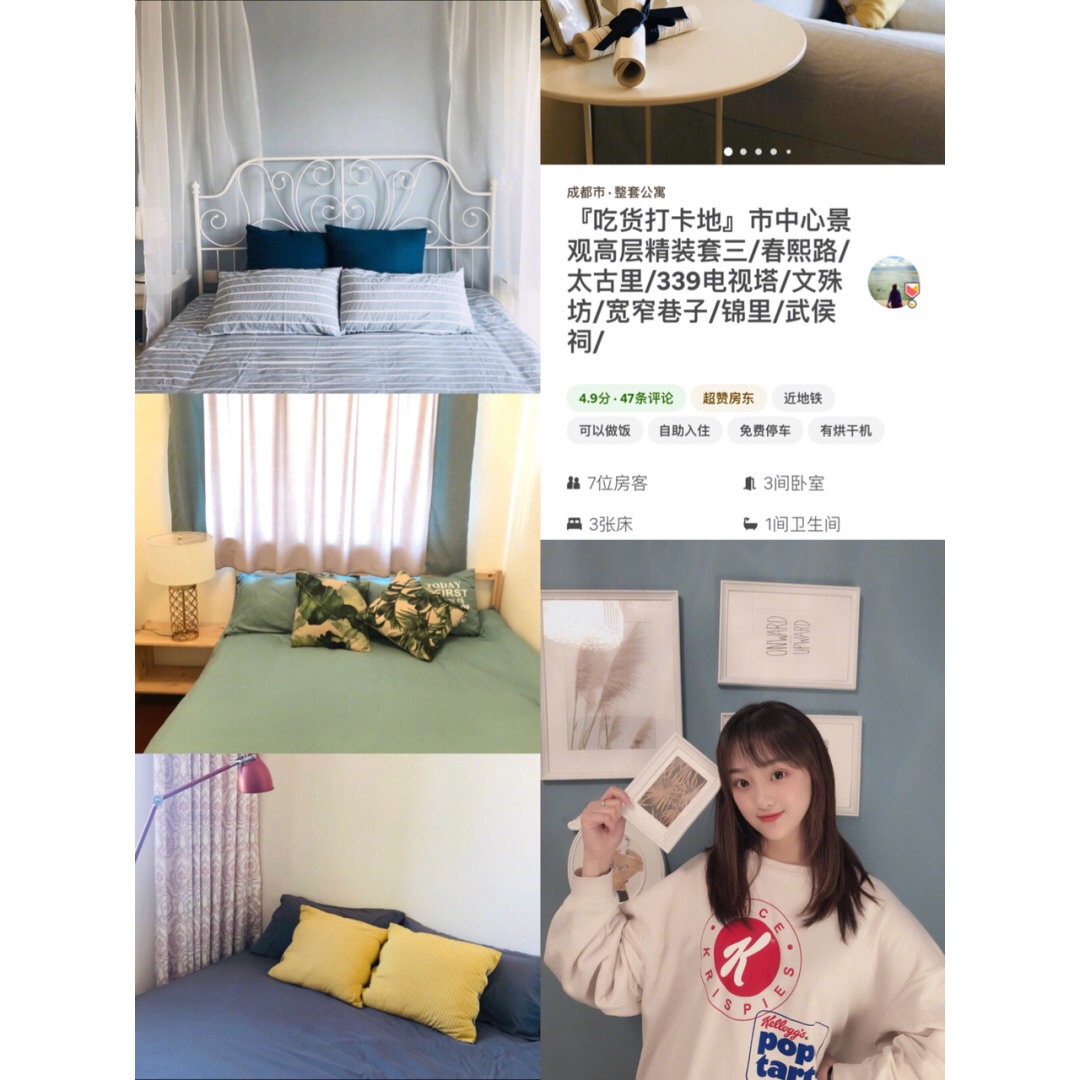 成都市 · 整套公寓
『吃货打卡地』市中心景
观高层精装套三/春熙路/
太古里/339电视塔/文殊
坊/宽窄巷子/锦里/武侯
祠/
4.9分 · 47条评论
超赞房东
近地铁
可以做饭
自助入住
免费停车
有烘干机
7位房客
3间卧室
3张床
1间卫生间
TODAY
FIRST
ONWARD
UPWARD
K
KRISPIES
Kellogg's
pop
tart